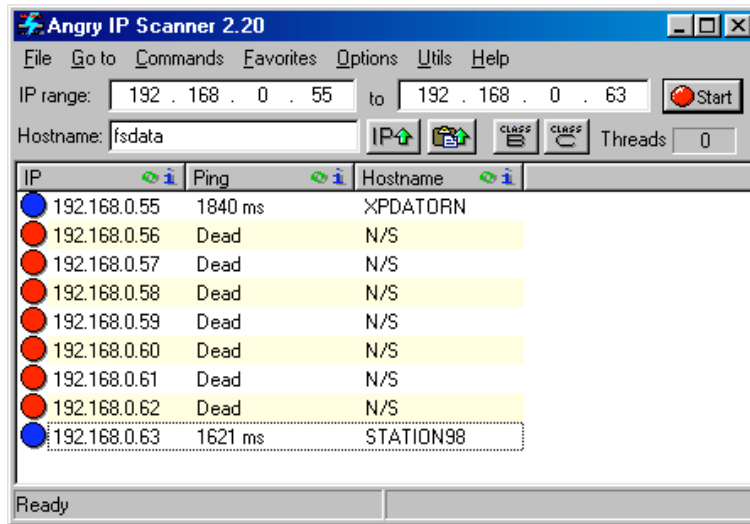 Angry IP Scanner 2.20
File Go to Commands Favorites Options Utils Help
IP range: 192 . 168 . 0 . 55 to 192 . 168 . 0 . 63 Start
Hostname: fsdata IP CLASS B CLASS C Threads 0
IP Ping Hostname
192.168.0.55 1840 ms XPDATORN
192.168.0.56 Dead N/S
192.168.0.57 Dead N/S
192.168.0.58 Dead N/S
192.168.0.59 Dead N/S
192.168.0.60 Dead N/S
192.168.0.61 Dead N/S
192.168.0.62 Dead N/S
192.168.0.63 1621 ms STATION98
Ready